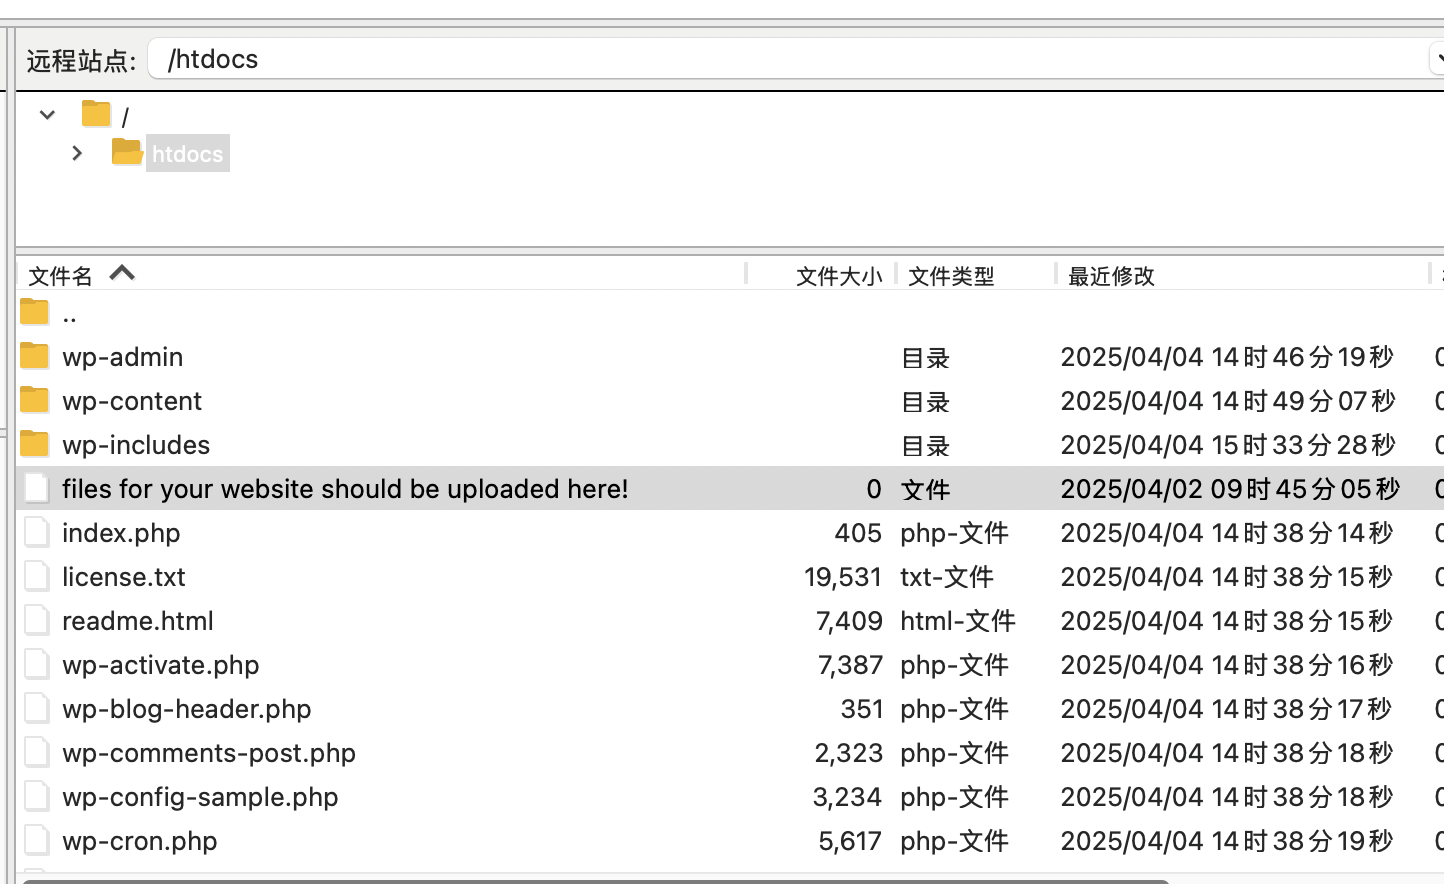 远程站点: /htdocs
/
htdocs
文件名 文件大小 文件类型 最近修改
..
wp-admin 目录 2025/04/04 14时46分19秒
wp-content 目录 2025/04/04 14时49分07秒
wp-includes 目录 2025/04/04 15时33分28秒
files for your website should be uploaded here! 0 文件 2025/04/02 09时45分05秒
index.php 405 php-文件 2025/04/04 14时38分14秒
license.txt 19,531 txt-文件 2025/04/04 14时38分15秒
readme.html 7,409 html-文件 2025/04/04 14时38分15秒
wp-activate.php 7,387 php-文件 2025/04/04 14时38分16秒
wp-blog-header.php 351 php-文件 2025/04/04 14时38分17秒
wp-comments-post.php 2,323 php-文件 2025/04/04 14时38分18秒
wp-config-sample.php 3,234 php-文件 2025/04/04 14时38分18秒
wp-cron.php 5,617 php-文件 2025/04/04 14时38分19秒